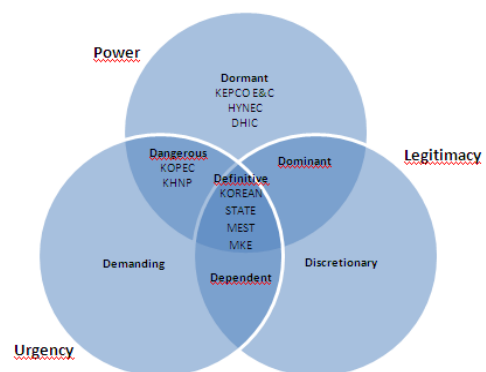 Power
Dormant
KEPCO E&C
HYNEC
DHIC
Legitimacy
Dangerous
KOPEC
KHNP
Dominant
Definitive
KOREAN
STATE
MEST
MKE
Demanding
Discretionary
Dependent
Urgency